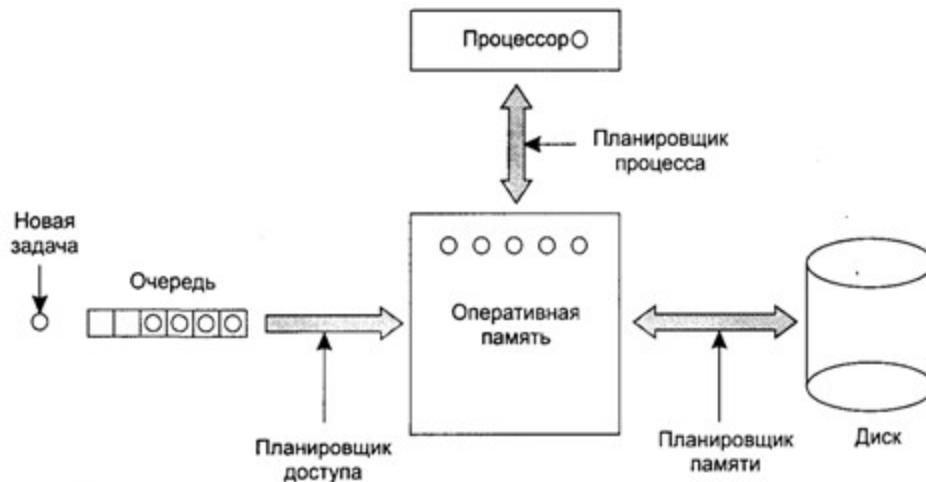 Процессор
Планировщик
процесса
Новая
задача
Очередь
Оперативная
память
Планировщик
доступа
Планировщик
памяти
Диск